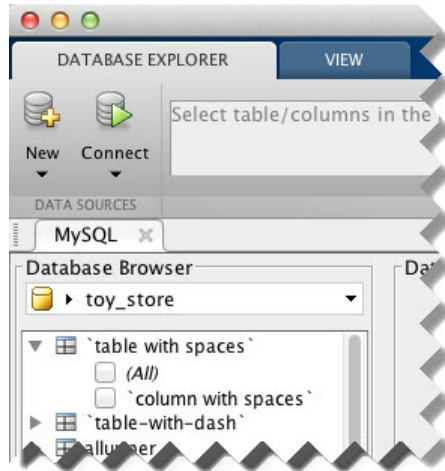 DATABASE EXPLORER
VIEW
Select table/columns in the
New
Connect
DATA SOURCES
MySQL
Database Browser
toy_store
`table with spaces`
(All)
`column with spaces`
`table-with-dash`